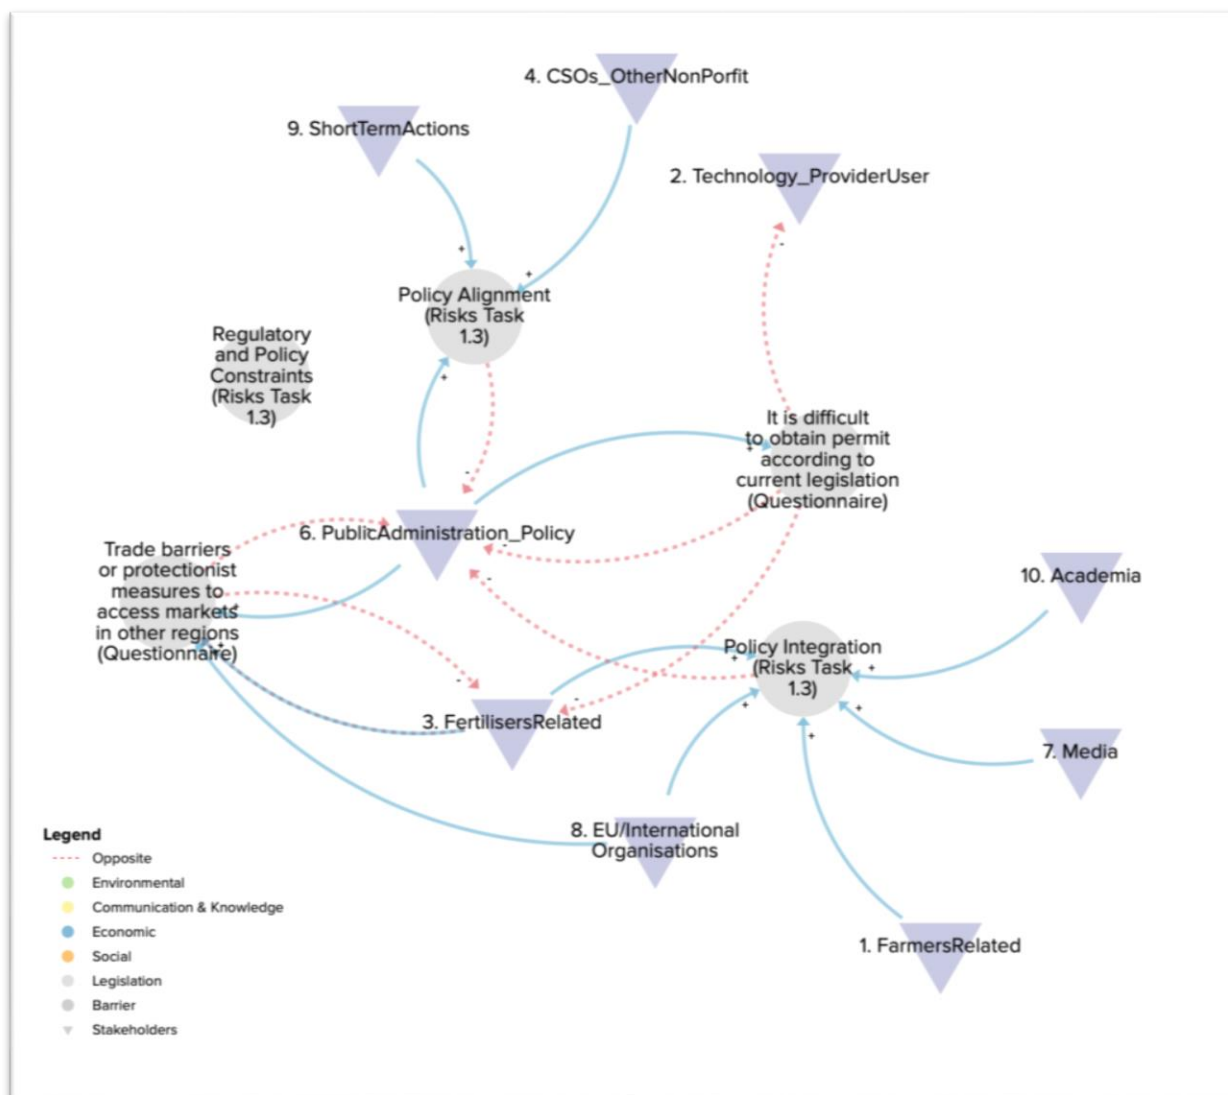 4. CSOs_OtherNonPorfit
9. ShortTermActions
2. Technology_ProviderUser
+
+
-
Policy Alignment
(Risks Task
1.3)
Regulatory
and Policy
Constraints
(Risks Task
1.3)
+
It is difficult
to obtain permit
according to
current legislation
(Questionnaire)
+
-
6. PublicAdministration_Policy
-
-
Trade barriers
or protectionist
measures to
access markets
in other regions
(Questionnaire)
+
+
10. Academia
Policy Integration
(Risks Task
1.3)
+
+
-
-
3. FertilisersRelated
+
+
+
7. Media
8. EU/International
Organisations
1. FarmersRelated
Legend
Opposite
Environmental
Communication & Knowledge
Economic
Social
Legislation
Barrier
Stakeholders